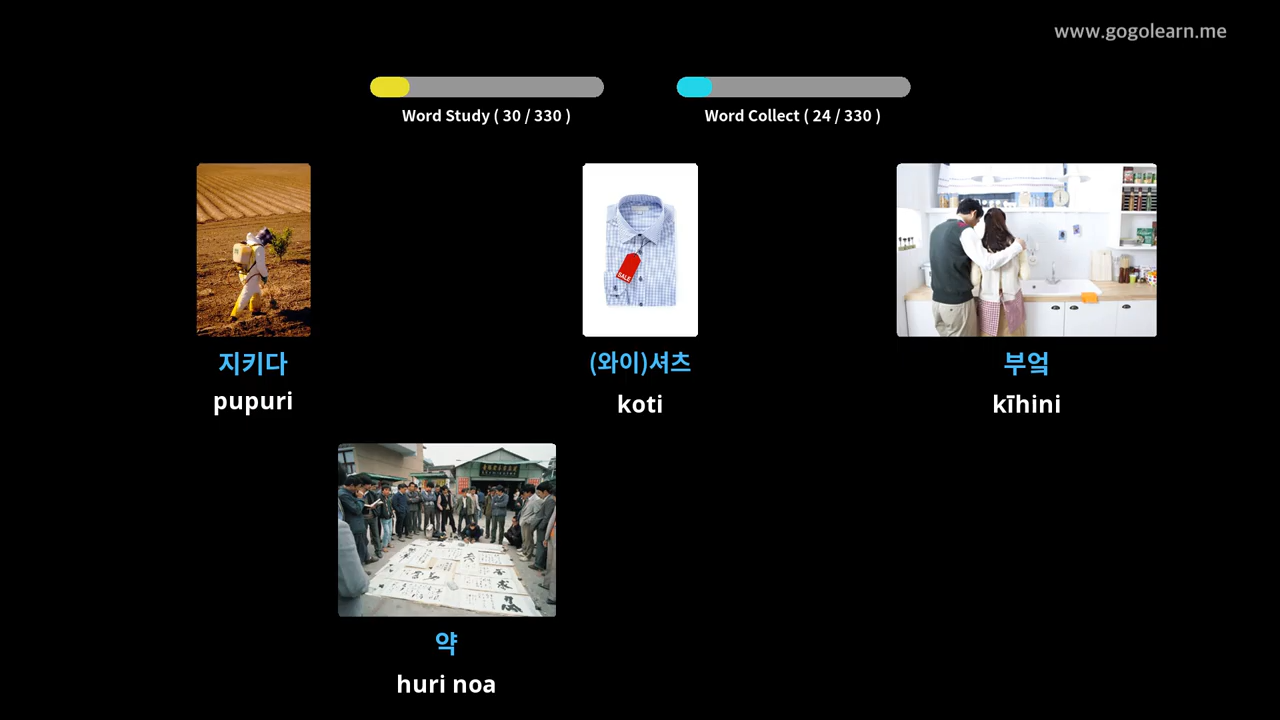 www.gogolearn.me
Word Study ( 30 / 330 )
Word Collect ( 24 / 330 )
SALE
지키다
pupuri
(와이)셔츠
koti
부엌
kīhini
약
huri noa